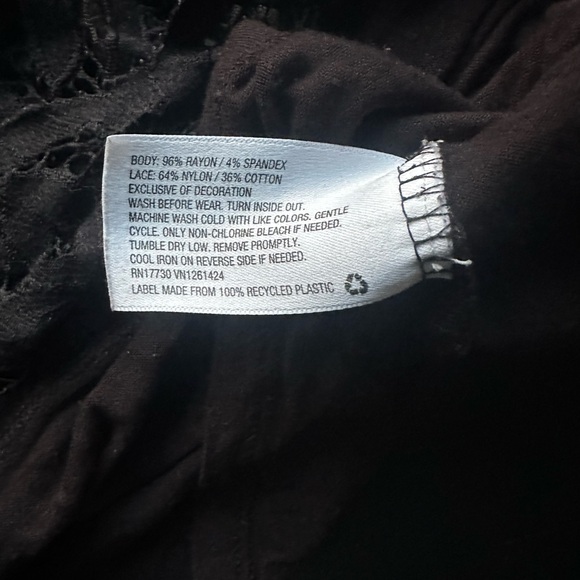 BODY: 96% RAYON / 4% SPANDEX
LACE: 64% NYLON / 36% COTTON
EXCLUSIVE OF DECORATION
WASH BEFORE WEAR. TURN INSIDE OUT.
MACHINE WASH COLD WITH LIKE COLORS. GENTLE
CYCLE. ONLY NON-CHLORINE BLEACH IF NEEDED.
TUMBLE DRY LOW. REMOVE PROMPTLY.
COOL IRON ON REVERSE SIDE IF NEEDED.
RN17730 VN1261424
LABEL MADE FROM 100% RECYCLED PLASTIC